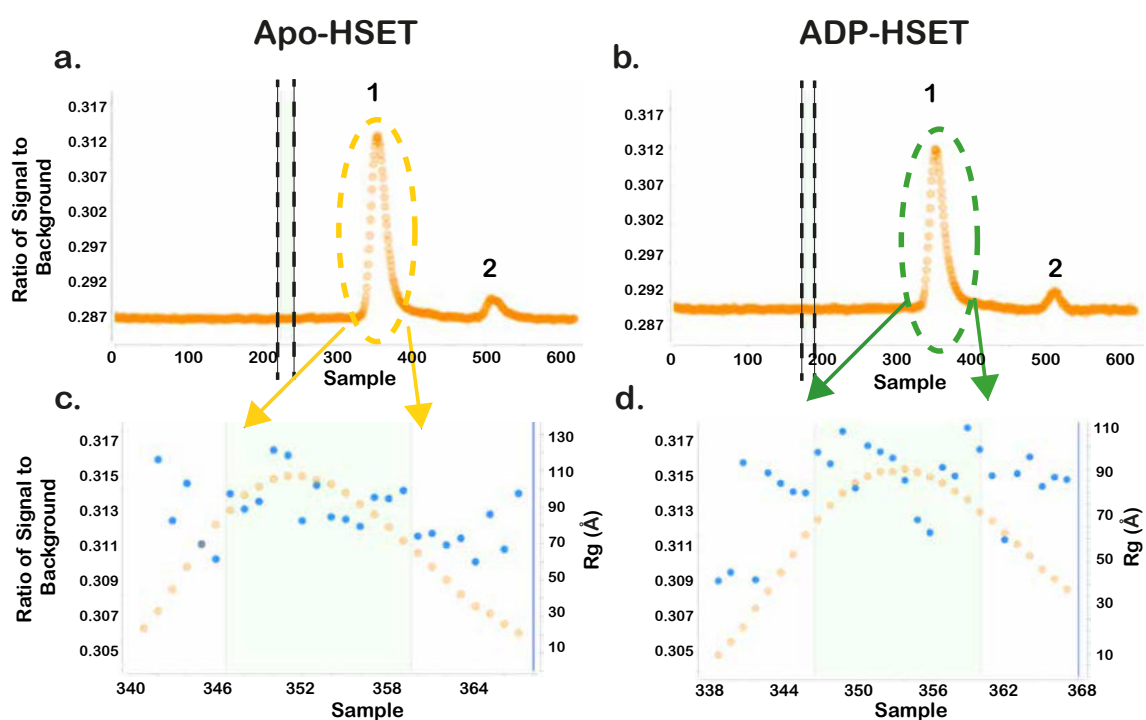 Apo-HSET
ADP-HSET
a.
Ratio of Signal to
Background
0.317
0.312
0.307
0.302
0.297
0.292
0.287
1
2
0 100 200 300 400 500 600
Sample
b.
0.317
0.312
0.307
0.302
0.297
0.292
0.287
1
2
0 100 200 300 400 500 600
Sample
c.
Ratio of Signal to
Background
0.317
0.315
0.313
0.311
0.309
0.307
0.305
130
110
90
70
50
30
10
Rg (Å)
340 346 352 358 364
Sample
d.
0.317
0.315
0.313
0.311
0.309
0.307
0.305
110
90
70
50
30
10
Rg (Å)
338 344 350 356 362 368
Sample